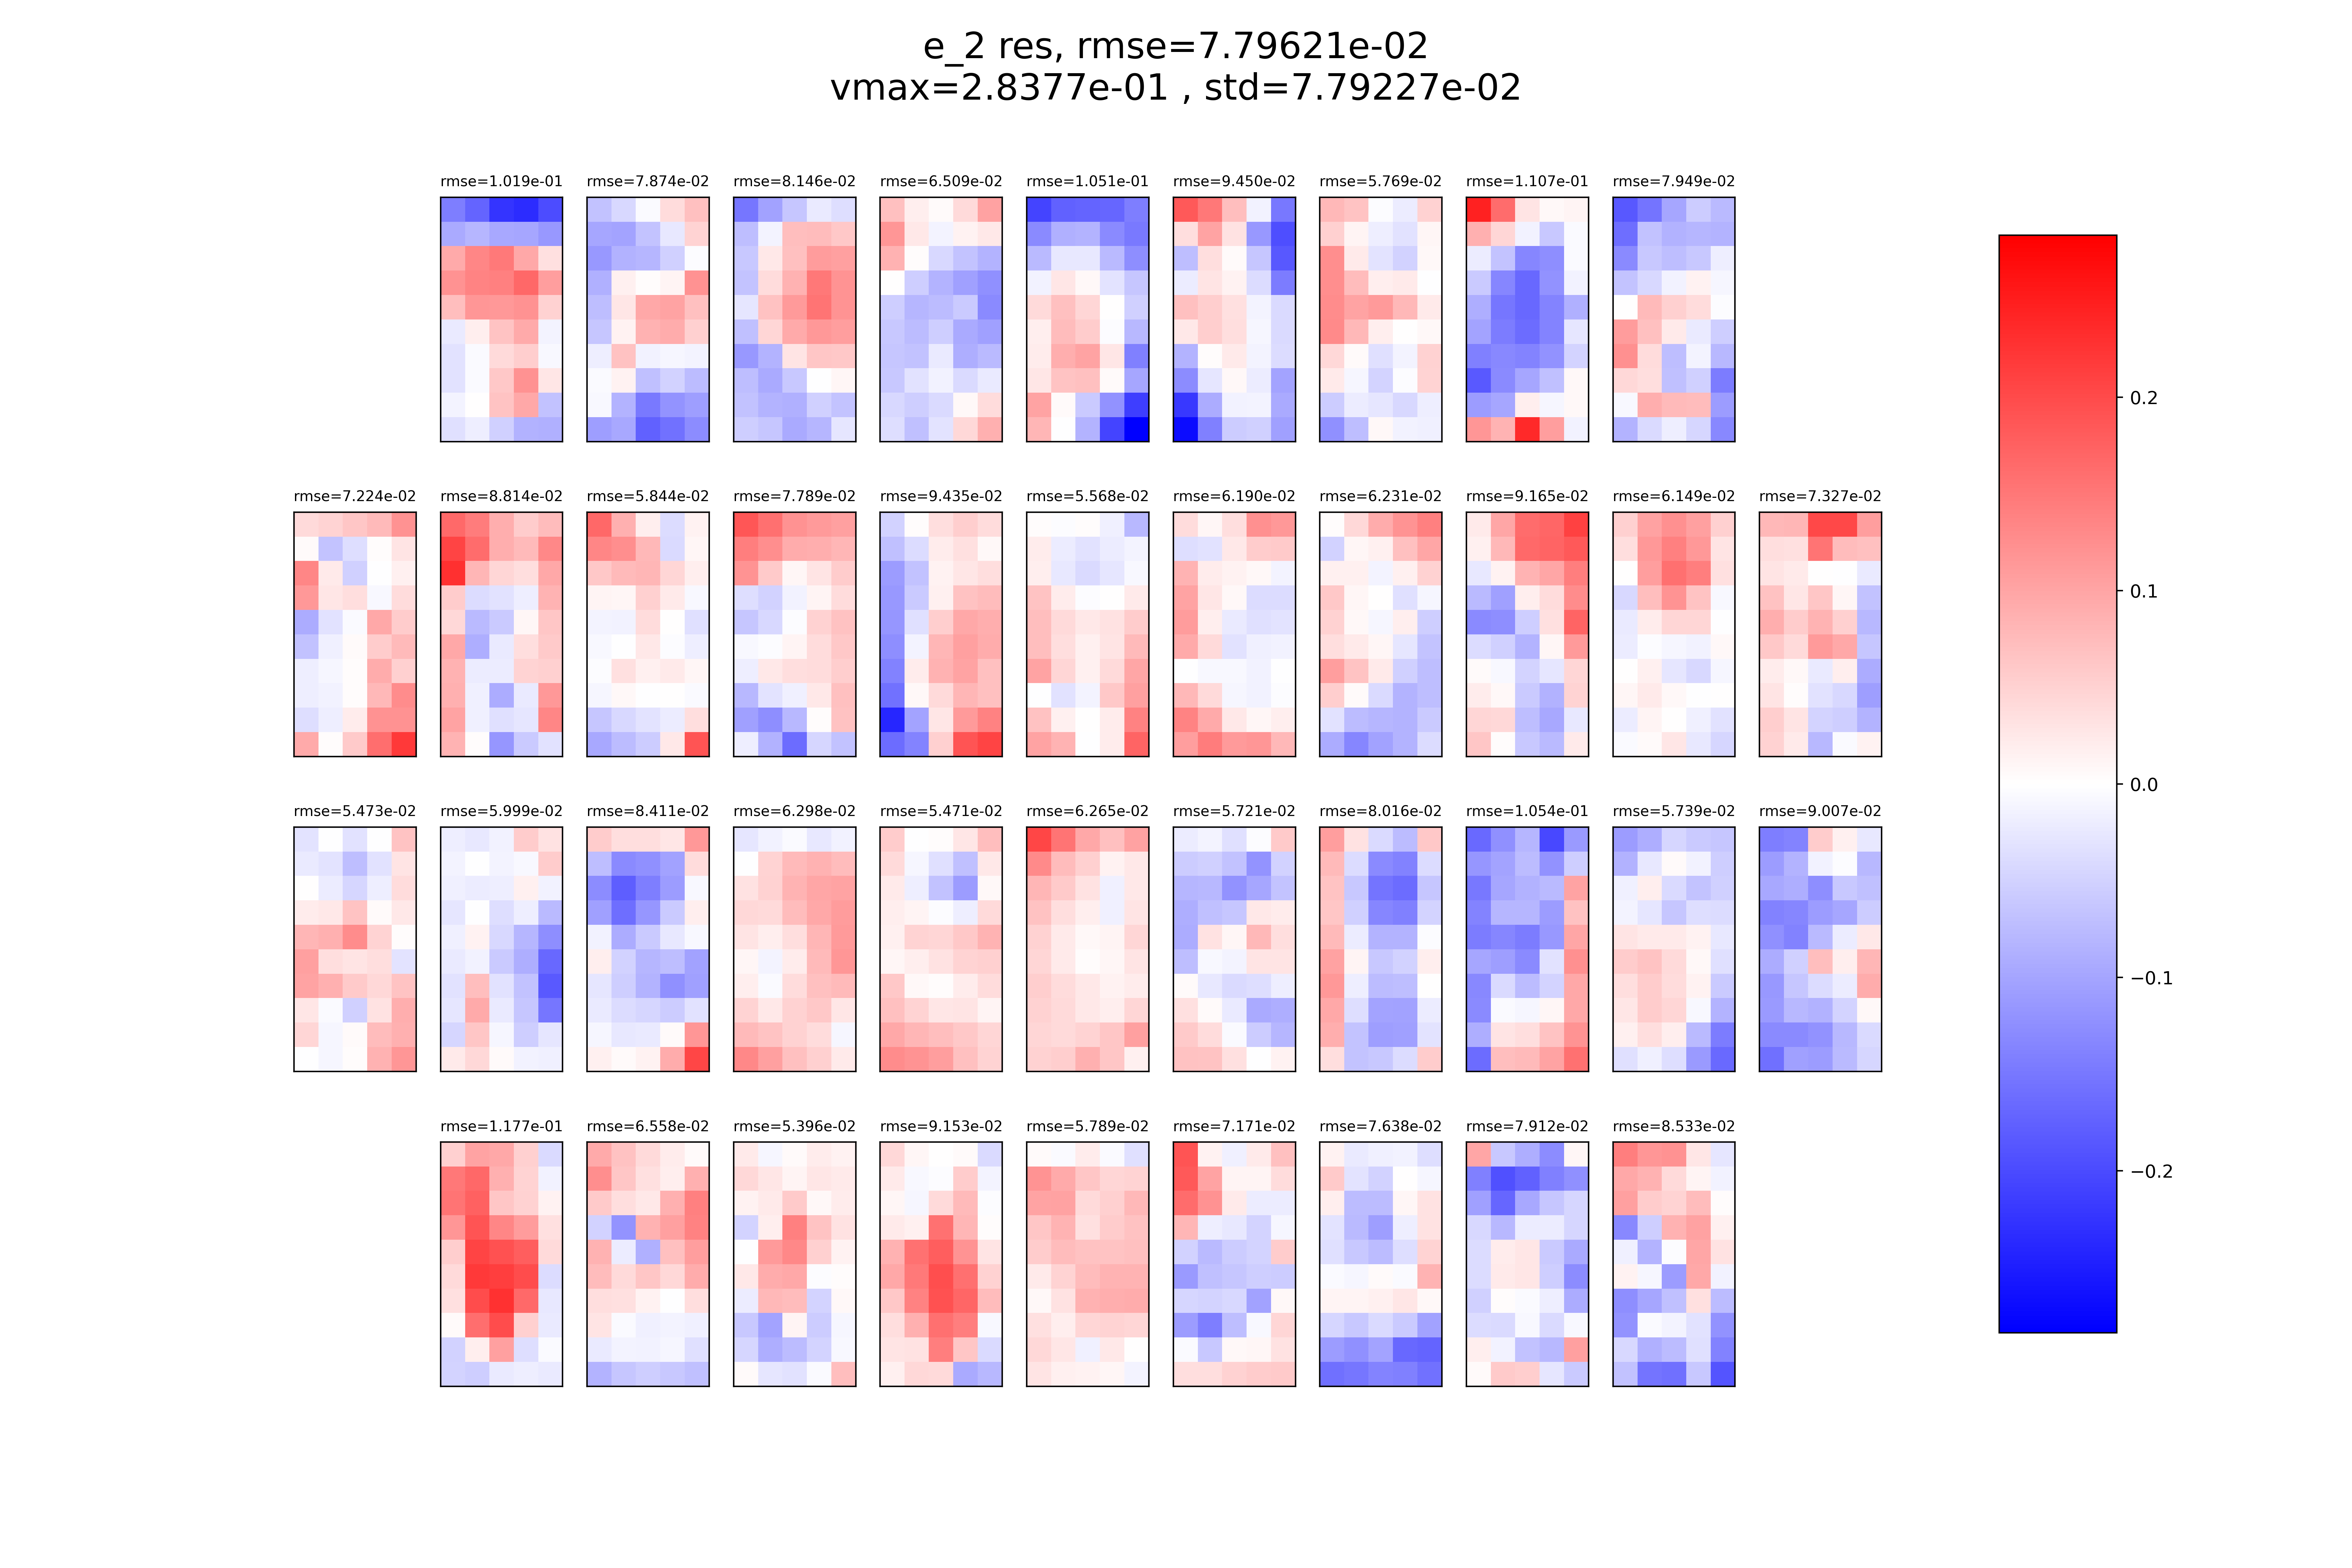 e_2 res, rmse=7.79621e-02
vmax=2.8377e-01 , std=7.79227e-02
rmse=1.019e-01 rmse=7.874e-02 rmse=8.146e-02 rmse=6.509e-02 rmse=1.051e-01 rmse=9.450e-02 rmse=5.769e-02 rmse=1.107e-01 rmse=7.949e-02
rmse=7.224e-02 rmse=8.814e-02 rmse=5.844e-02 rmse=7.789e-02 rmse=9.435e-02 rmse=5.568e-02 rmse=6.190e-02 rmse=6.231e-02 rmse=9.165e-02 rmse=6.149e-02 rmse=7.327e-02
rmse=5.473e-02 rmse=5.999e-02 rmse=8.411e-02 rmse=6.298e-02 rmse=5.471e-02 rmse=6.265e-02 rmse=5.721e-02 rmse=8.016e-02 rmse=1.054e-01 rmse=5.739e-02 rmse=9.007e-02
rmse=1.177e-01 rmse=6.558e-02 rmse=5.396e-02 rmse=9.153e-02 rmse=5.789e-02 rmse=7.171e-02 rmse=7.638e-02 rmse=7.912e-02 rmse=8.533e-02
0.2
0.1
0.0
−0.1
−0.2